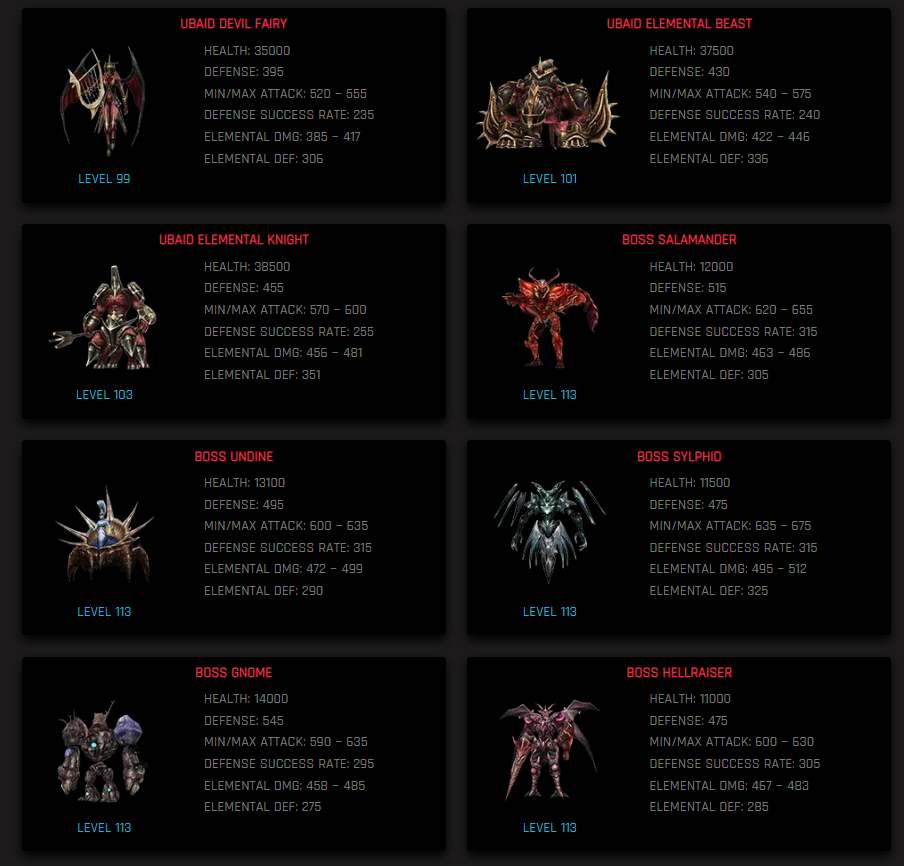 UBAID DEVIL FAIRY
HEALTH: 35000
DEFENSE: 395
MIN/MAX ATTACK: 520 – 555
DEFENSE SUCCESS RATE: 235
ELEMENTAL DMG: 385 – 417
ELEMENTAL DEF: 306
LEVEL 99
UBAID ELEMENTAL BEAST
HEALTH: 37500
DEFENSE: 430
MIN/MAX ATTACK: 540 – 575
DEFENSE SUCCESS RATE: 240
ELEMENTAL DMG: 422 – 446
ELEMENTAL DEF: 336
LEVEL 101
UBAID ELEMENTAL KNIGHT
HEALTH: 38500
DEFENSE: 455
MIN/MAX ATTACK: 570 – 600
DEFENSE SUCCESS RATE: 255
ELEMENTAL DMG: 456 – 481
ELEMENTAL DEF: 351
LEVEL 103
BOSS SALAMANDER
HEALTH: 12000
DEFENSE: 515
MIN/MAX ATTACK: 620 – 655
DEFENSE SUCCESS RATE: 315
ELEMENTAL DMG: 463 – 486
ELEMENTAL DEF: 305
LEVEL 113
BOSS UNDINE
HEALTH: 13100
DEFENSE: 495
MIN/MAX ATTACK: 600 – 635
DEFENSE SUCCESS RATE: 315
ELEMENTAL DMG: 472 – 499
ELEMENTAL DEF: 290
LEVEL 113
BOSS SYLPHID
HEALTH: 11500
DEFENSE: 475
MIN/MAX ATTACK: 635 – 675
DEFENSE SUCCESS RATE: 315
ELEMENTAL DMG: 495 – 512
ELEMENTAL DEF: 325
LEVEL 113
BOSS GNOME
HEALTH: 14000
DEFENSE: 545
MIN/MAX ATTACK: 590 – 635
DEFENSE SUCCESS RATE: 295
ELEMENTAL DMG: 458 – 485
ELEMENTAL DEF: 275
LEVEL 113
BOSS HELLRAISER
HEALTH: 11000
DEFENSE: 475
MIN/MAX ATTACK: 600 – 630
DEFENSE SUCCESS RATE: 305
ELEMENTAL DMG: 467 – 483
ELEMENTAL DEF: 285
LEVEL 113